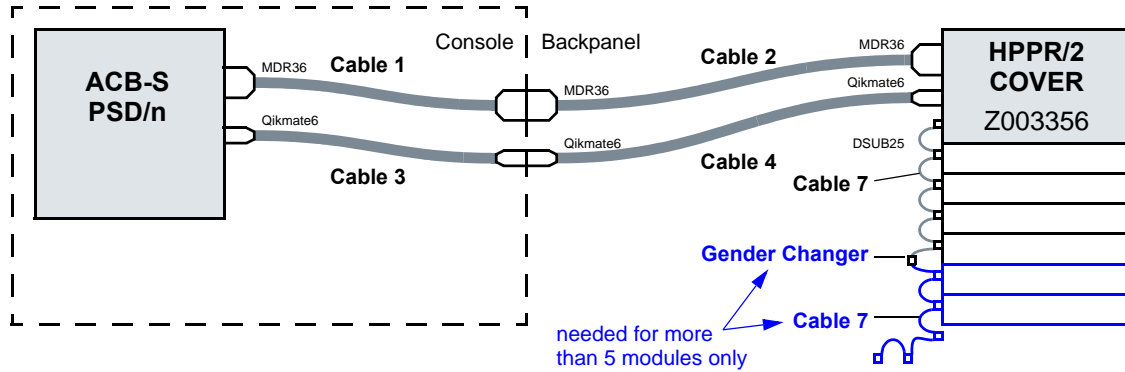 Console
Backpanel
ACB-S
PSD/n
MDR36
Cable 1
Qikmate6
Cable 3
MDR36
Cable 2
MDR36
Qikmate6
Qikmate6
Cable 4
HPPR/2
COVER
Z003356
DSUB25
Cable 7
Gender Changer
Cable 7
needed for more
than 5 modules only